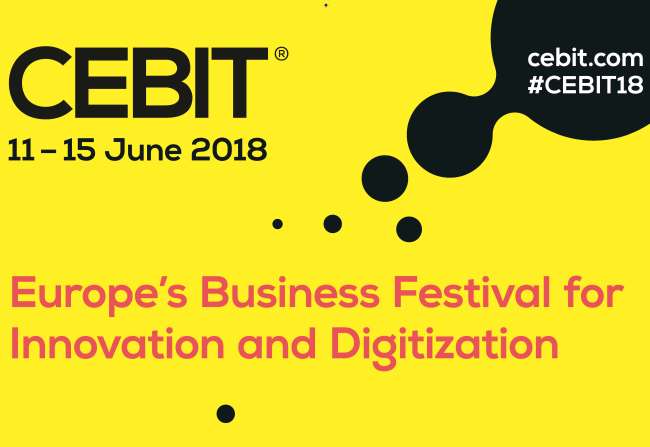 CEBIT®
cebit.com
#CEBIT18
11 – 15 June 2018
Europe's Business Festival for
Innovation and Digitization